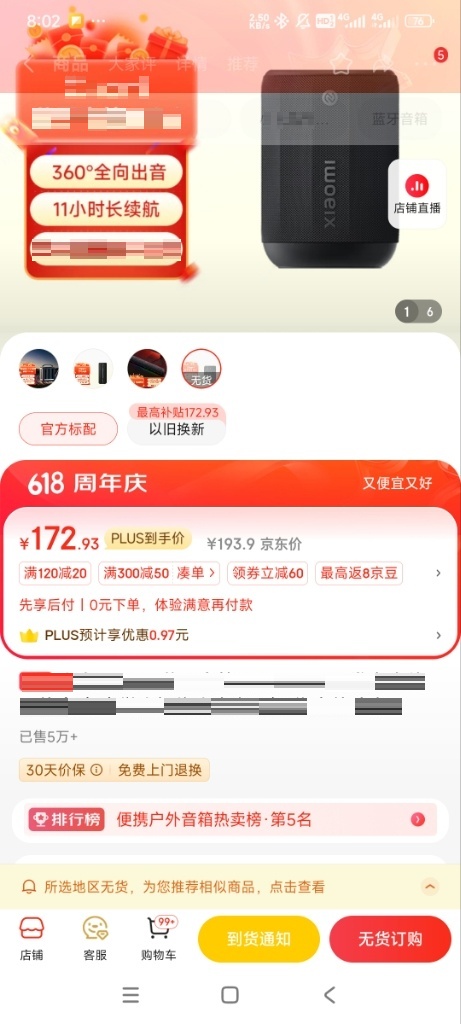 8:02
2.50
KB/s
HD
4G
4G
76
商品
大家评
详情
推荐
5
蓝牙音箱
360°全向出音
11小时长续航
xiaomi
店铺直播
1 6
无货
最高补贴172.93
官方标配
以旧换新
618 周年庆
又便宜又好
¥172.93 PLUS到手价 ¥193.9 京东价
满120减20 满300减50 凑单 > 领券立减60 最高返8京豆 >
先享后付 | 0元下单，体验满意再付款
PLUS预计享优惠0.97元 >
已售5万+
30天价保 免费上门退换
排行榜 便携户外音箱热卖榜·第5名
所选地区无货，为您推荐相似商品，点击查看
99+
店铺
客服
购物车
到货通知
无货订购